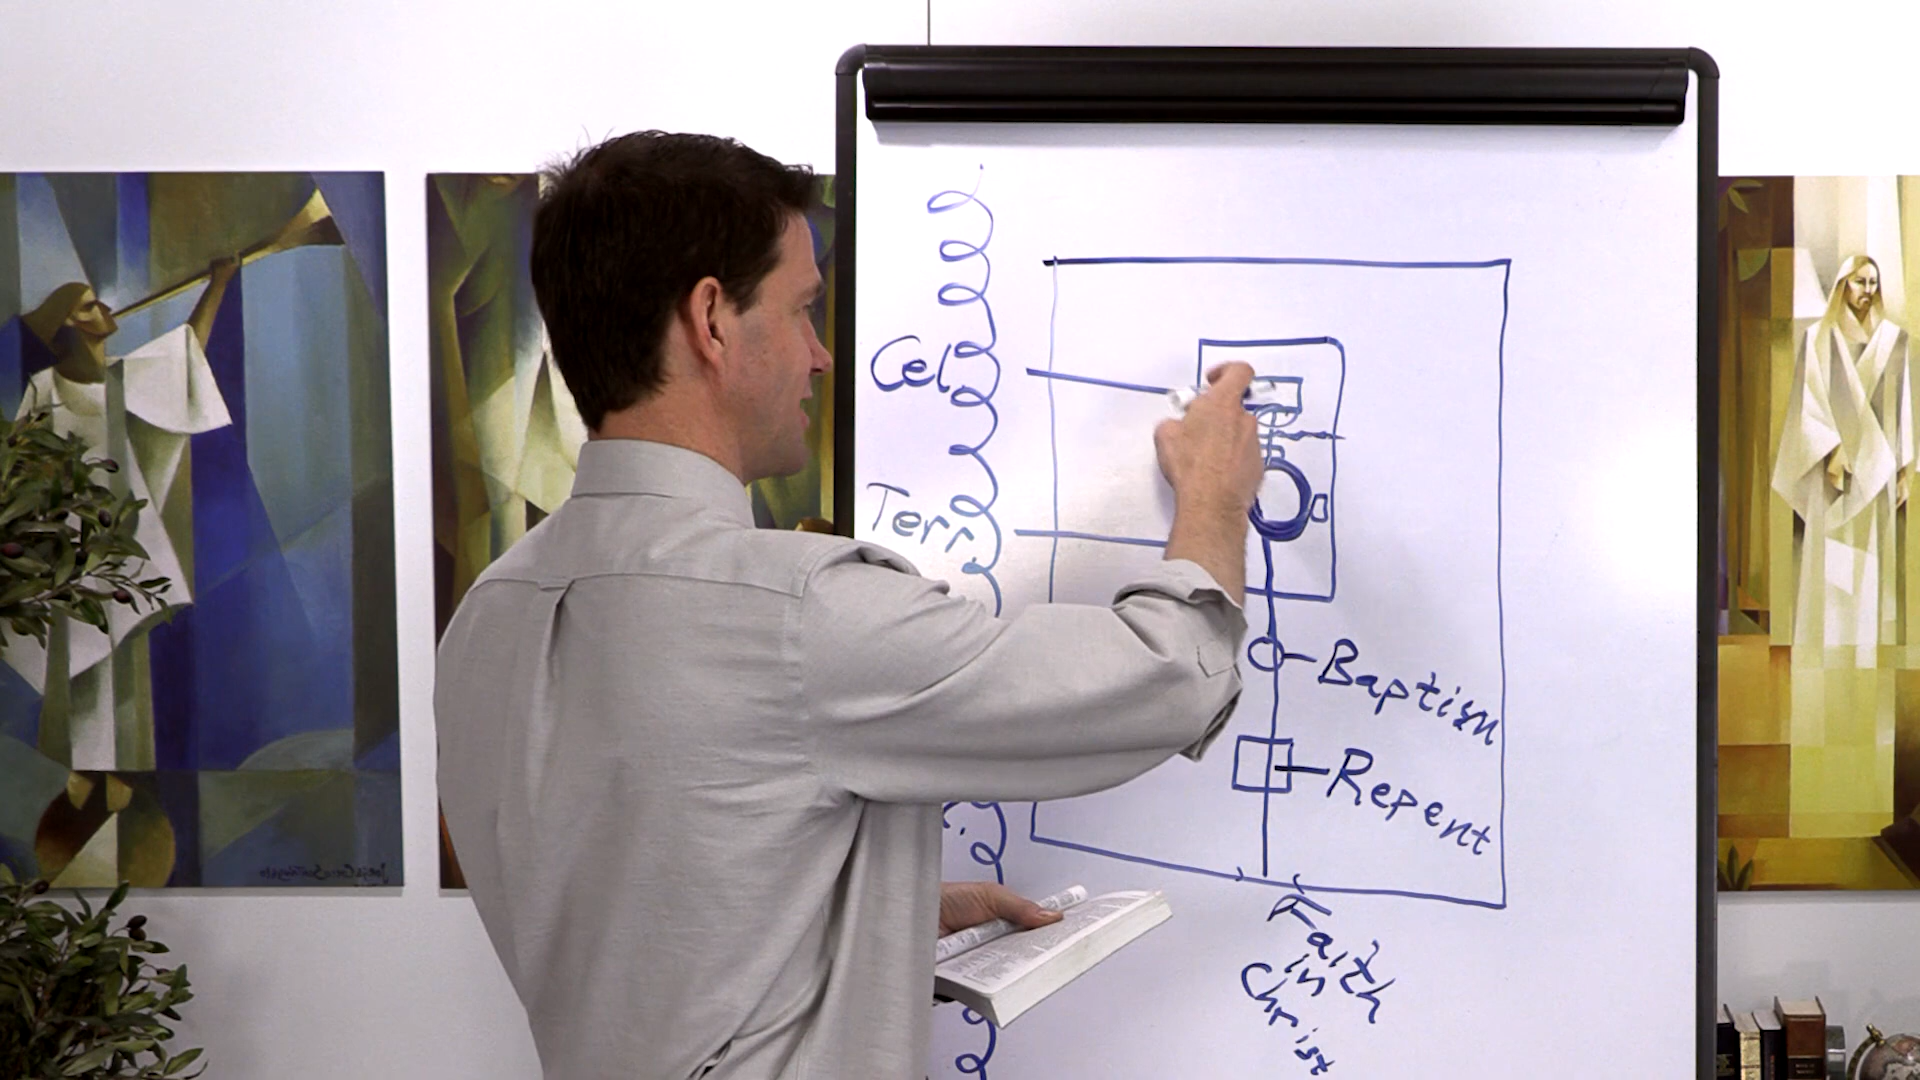 Cel
Terr.
Baptism
Repent
Faith
in
Christ